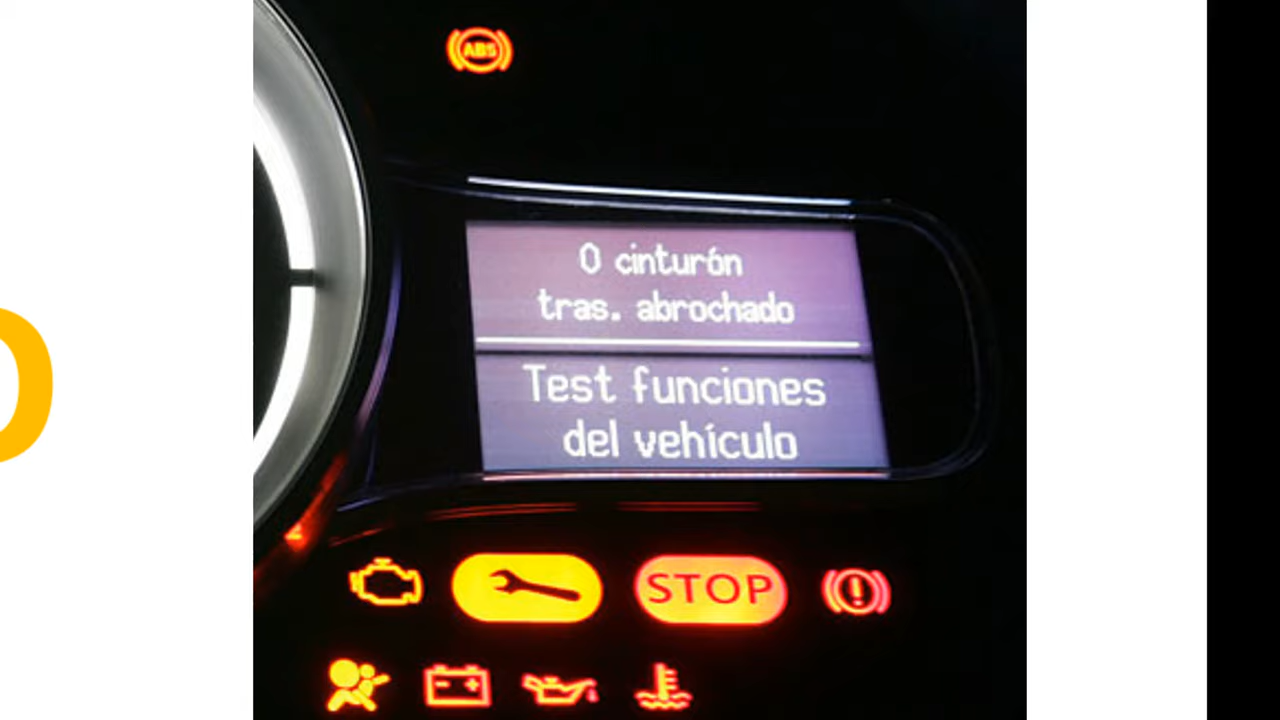 ABS
0 cinturón
tras. abrochado
Test funciones
del vehículo
STOP